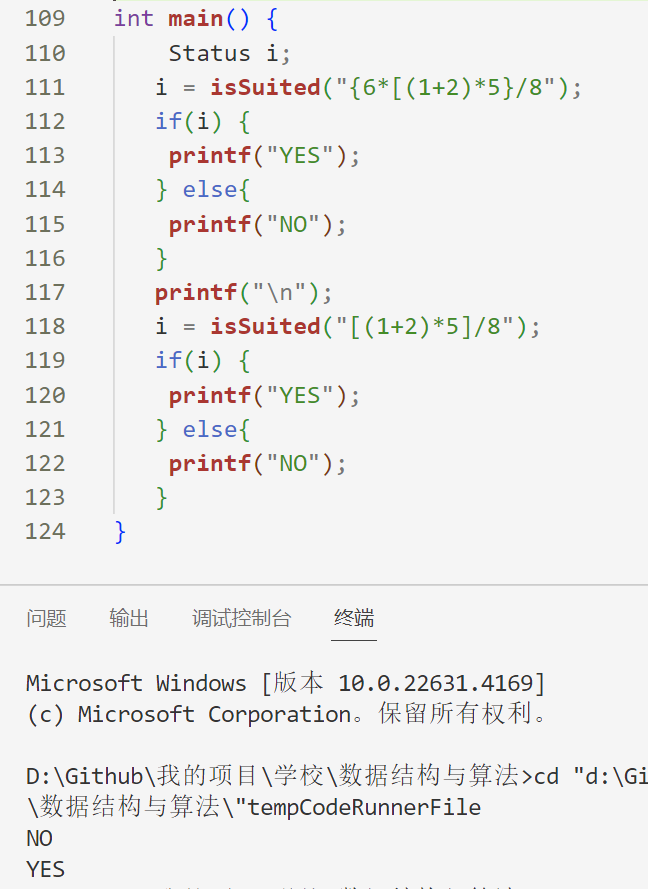 109 int main() {
110 Status i;
111 i = isSuited("{6*[(1+2)*5}/8");
112 if(i) {
113 printf("YES");
114 } else{
115 printf("NO");
116 }
117 printf("\n");
118 i = isSuited("[(1+2)*5]/8");
119 if(i) {
120 printf("YES");
121 } else{
122 printf("NO");
123 }
124 }
问题 输出 调试控制台 终端
Microsoft Windows [版本 10.0.22631.4169]
(c) Microsoft Corporation。保留所有权利。
D:\Github\我的项目\学校\数据结构与算法>cd "d:\Gi
\数据结构与算法\"tempCodeRunnerFile
NO
YES